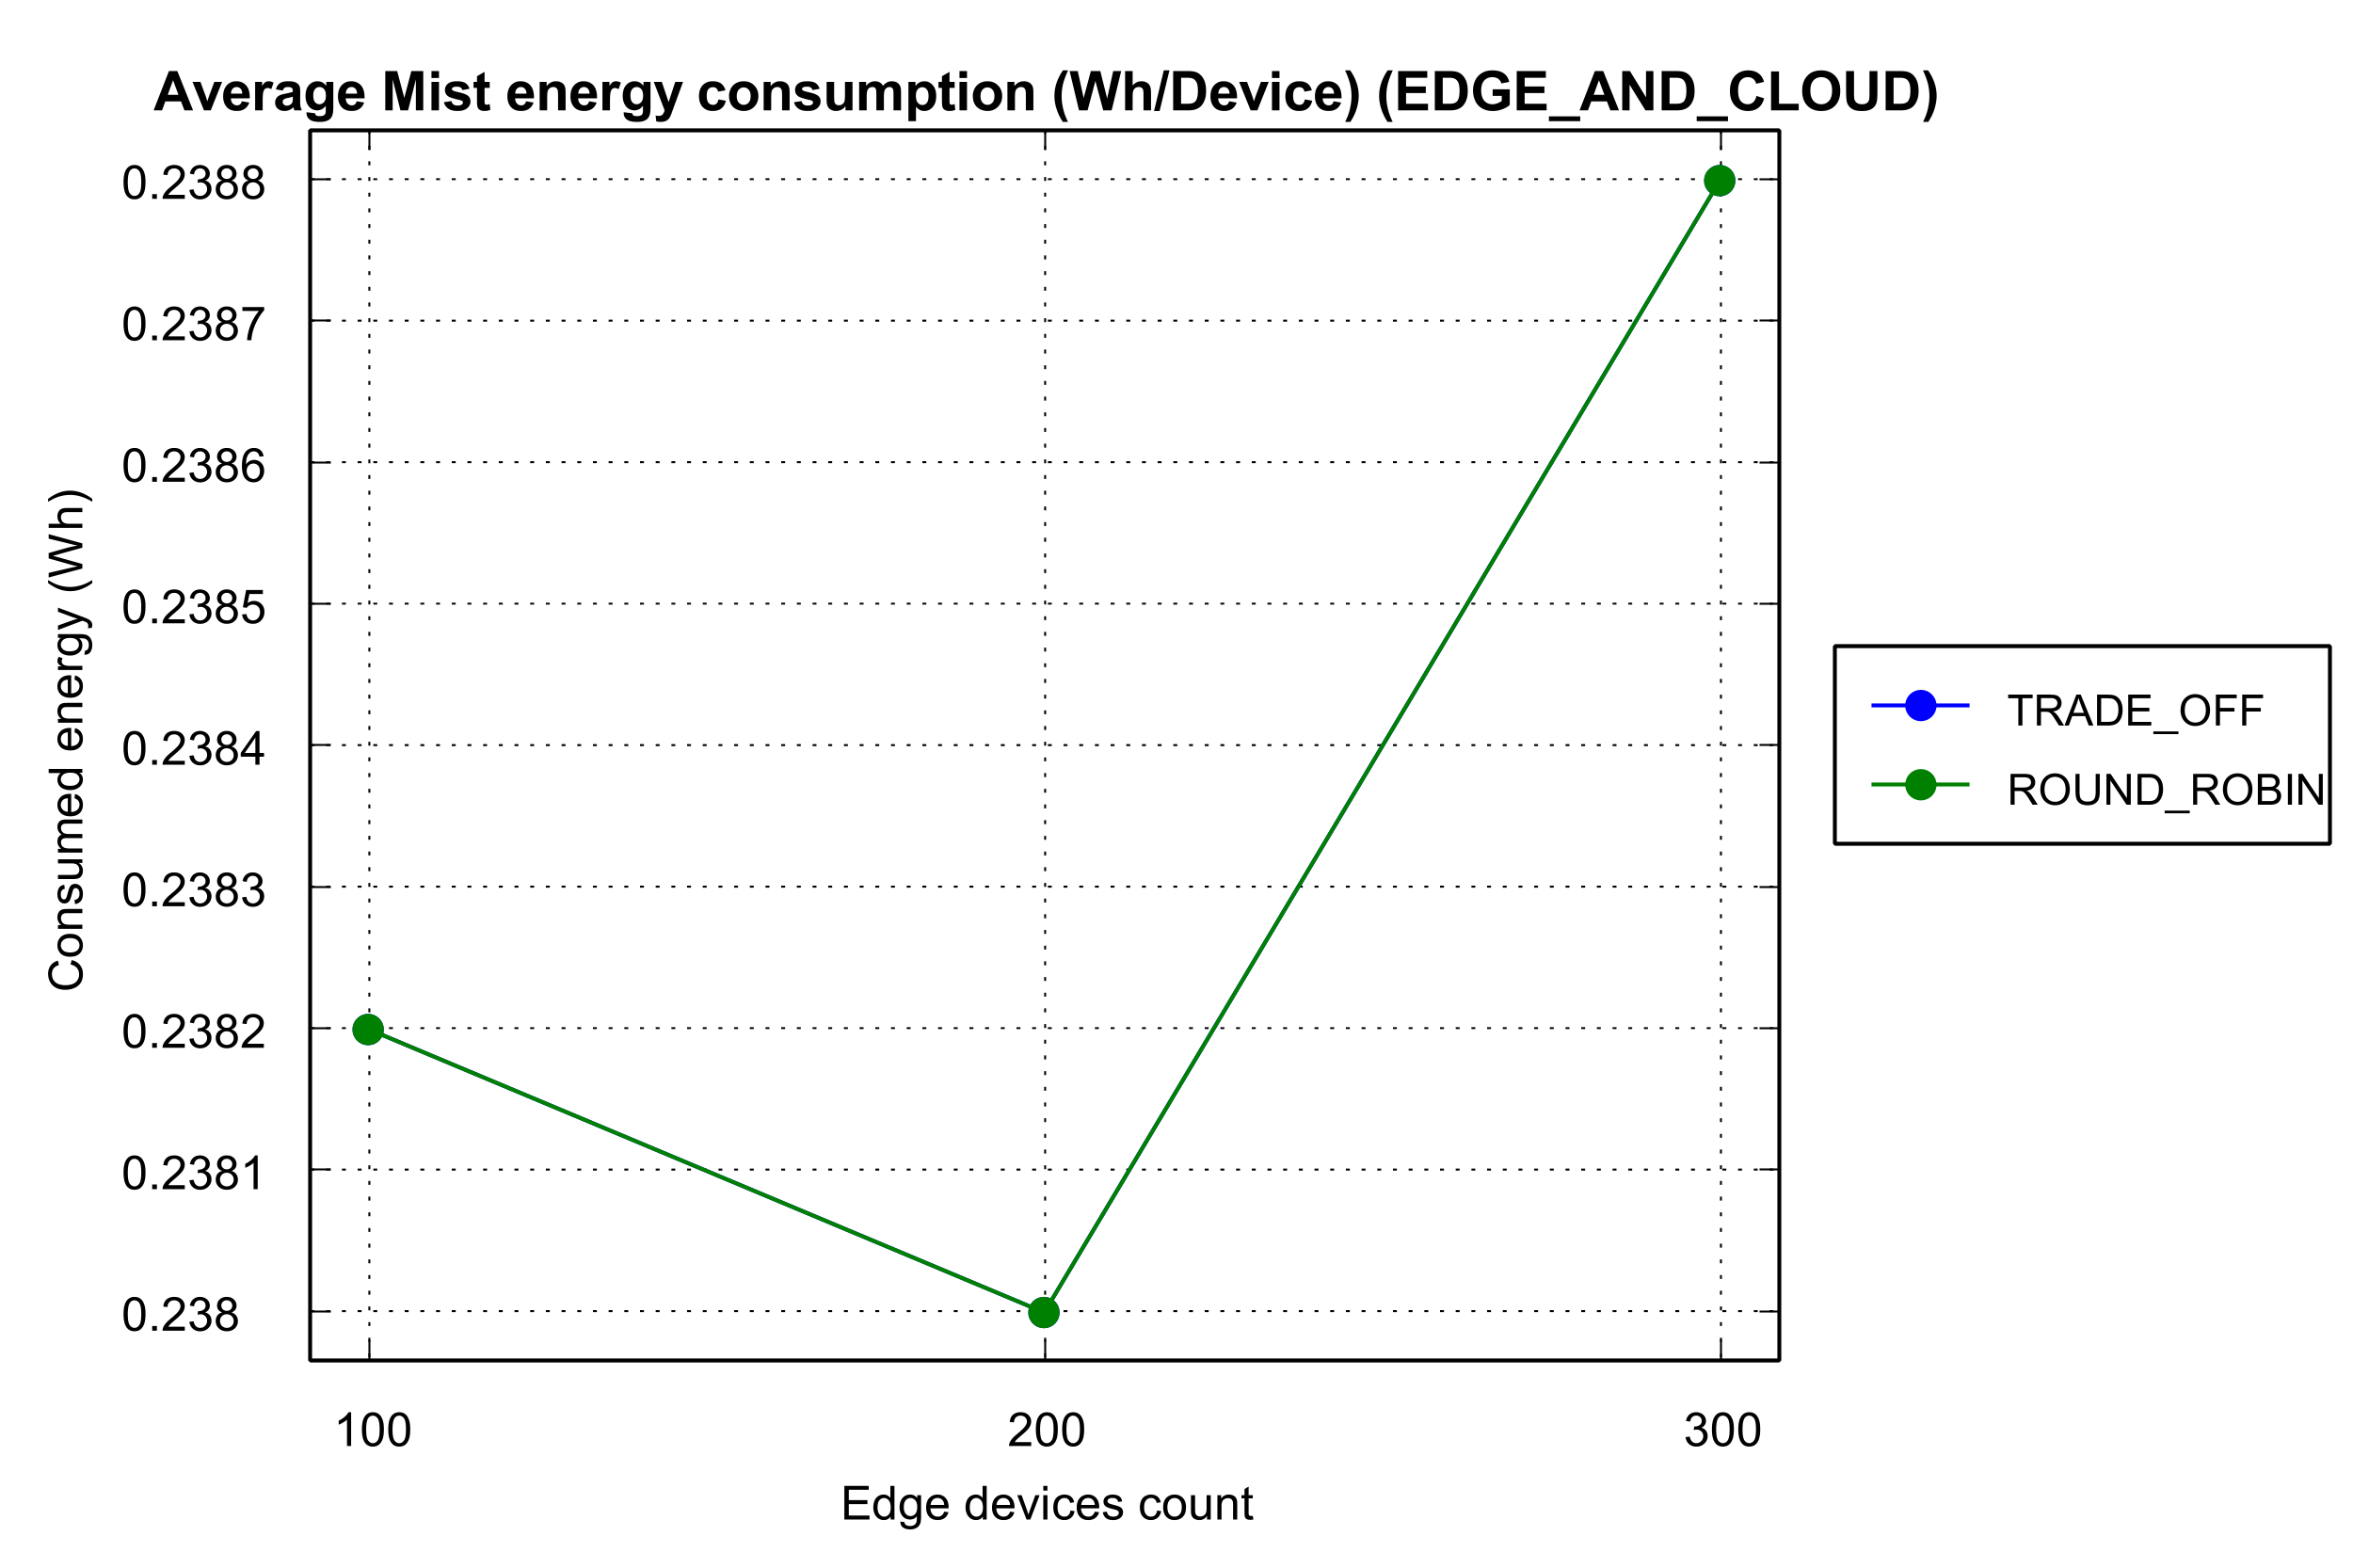 Average Mist energy consumption (Wh/Device) (EDGE_AND_CLOUD)
0.2388
0.2387
0.2386
0.2385
0.2384
0.2383
0.2382
0.2381
0.238
Consumed energy (Wh)
100
200
300
Edge devices count
TRADE_OFF
ROUND_ROBIN